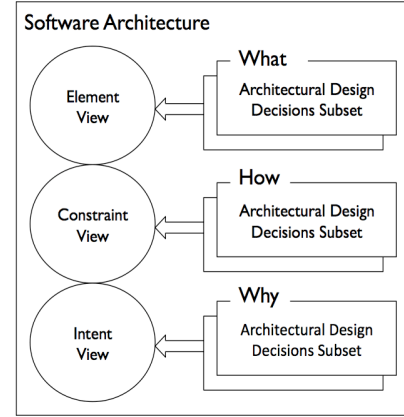 Software Architecture
What
Element
View
Architectural Design
Decisions Subset
How
Constraint
View
Architectural Design
Decisions Subset
Why
Intent
View
Architectural Design
Decisions Subset